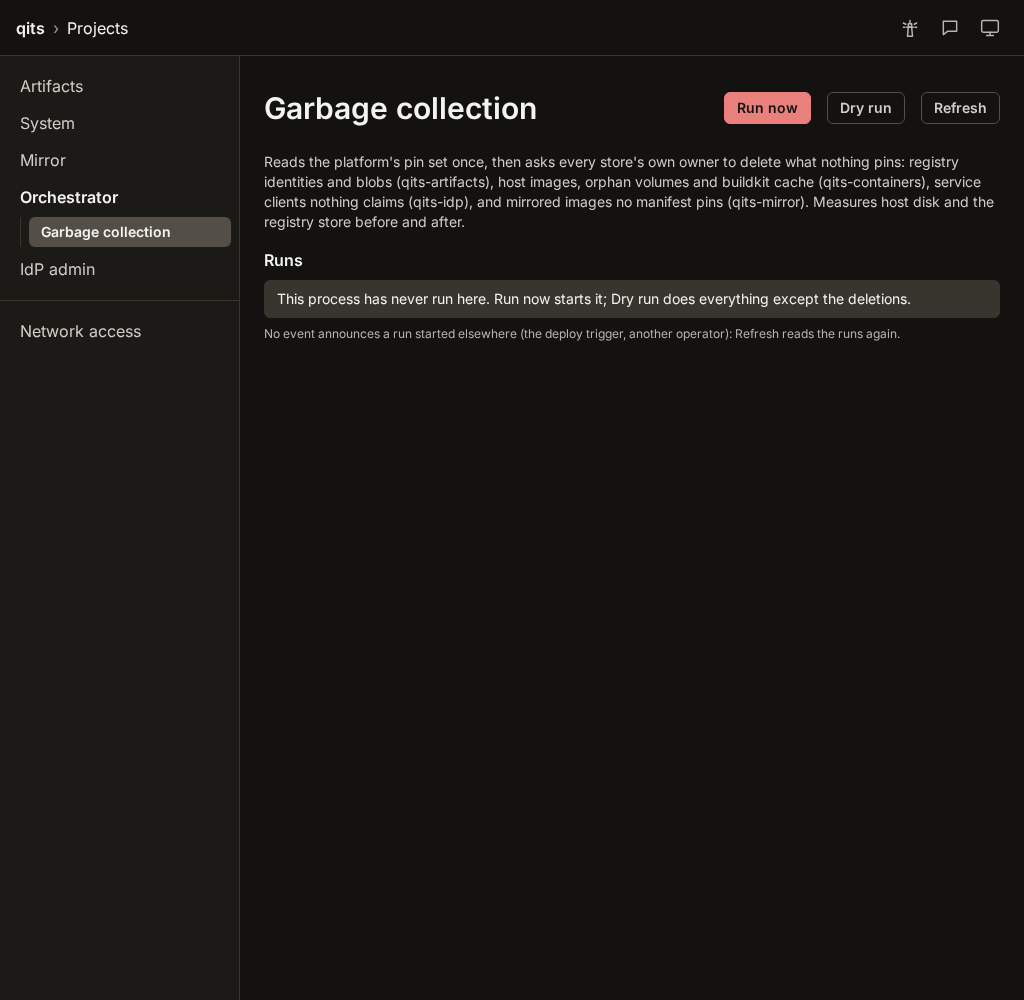 qits › Projects
Artifacts
System
Mirror
Orchestrator
Garbage collection
IdP admin
Network access
Garbage collection
Run now
Dry run
Refresh
Reads the platform's pin set once, then asks every store's own owner to delete what nothing pins: registry
identities and blobs (qits-artifacts), host images, orphan volumes and buildkit cache (qits-containers), service
clients nothing claims (qits-idp), and mirrored images no manifest pins (qits-mirror). Measures host disk and the
registry store before and after.
Runs
This process has never run here. Run now starts it; Dry run does everything except the deletions.
No event announces a run started elsewhere (the deploy trigger, another operator): Refresh reads the runs again.